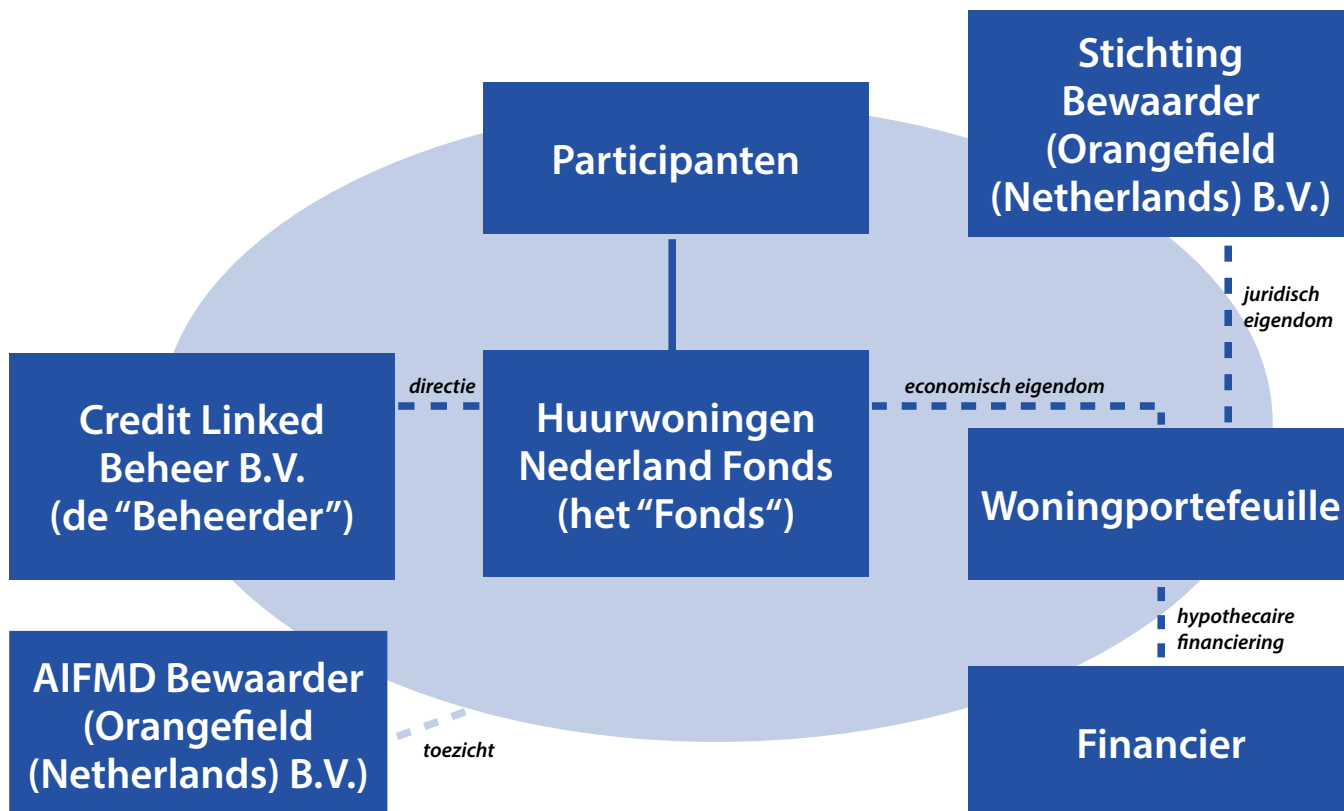 Participanten
Stichting
Bewaarder
(Orangefield
(Netherlands) B.V.)
juridisch
eigendom
Credit Linked
Beheer B.V.
(de “Beheerder”)
directie
Huurwoningen
Nederland Fonds
(het “Fonds“)
economisch eigendom
Woningportefeuille
hypothecaire
financiering
AIFMD Bewaarder
(Orangefield
(Netherlands) B.V.)
toezicht
Financier